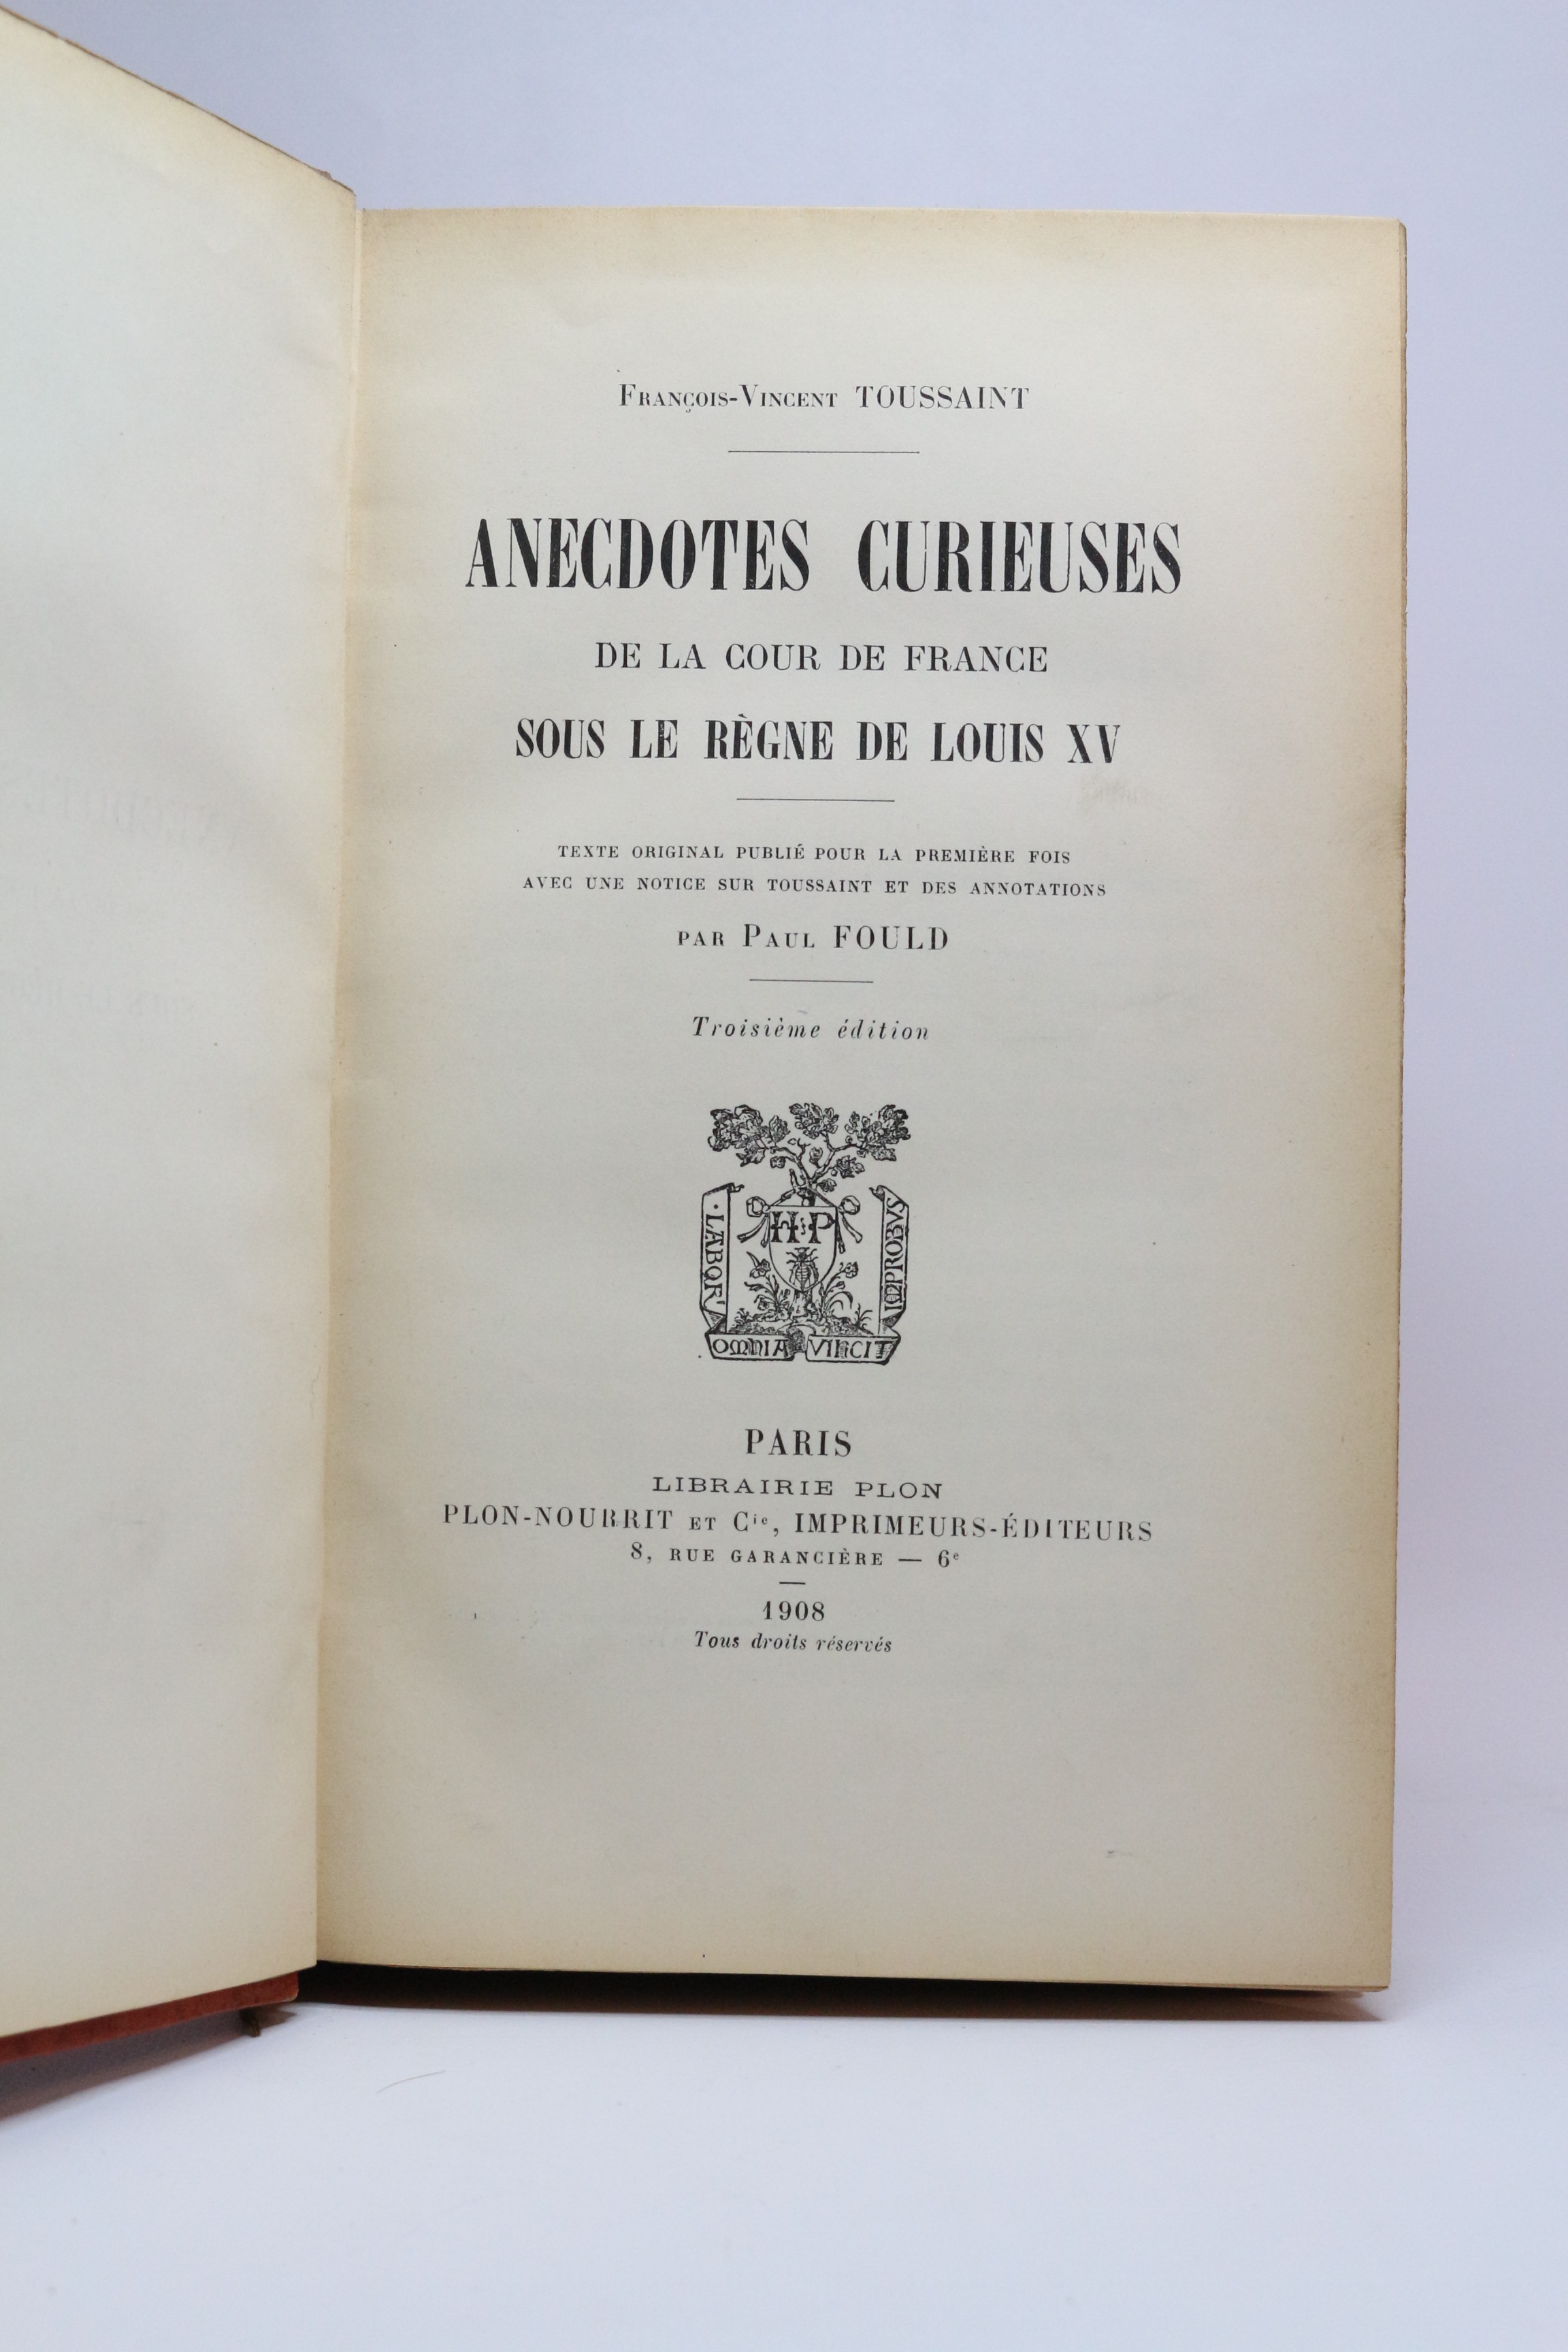 François-Vincent TOUSSAINT
ANECDOTES CURIEUSES
DE LA COUR DE FRANCE
SOUS LE RÈGNE DE LOUIS XV
TEXTE ORIGINAL PUBLIÉ POUR LA PREMIÈRE FOIS
AVEC UNE NOTICE SUR TOUSSAINT ET DES ANNOTATIONS
PAR PAUL FOULD
Troisième édition
H P
LABOR
IMPROBVS
OMNIA VINCIT
PARIS
LIBRAIRIE PLON
PLON-NOURRIT ET Cie, IMPRIMEURS-ÉDITEURS
8, RUE GARANCIÈRE — 6e
1908
Tous droits réservés